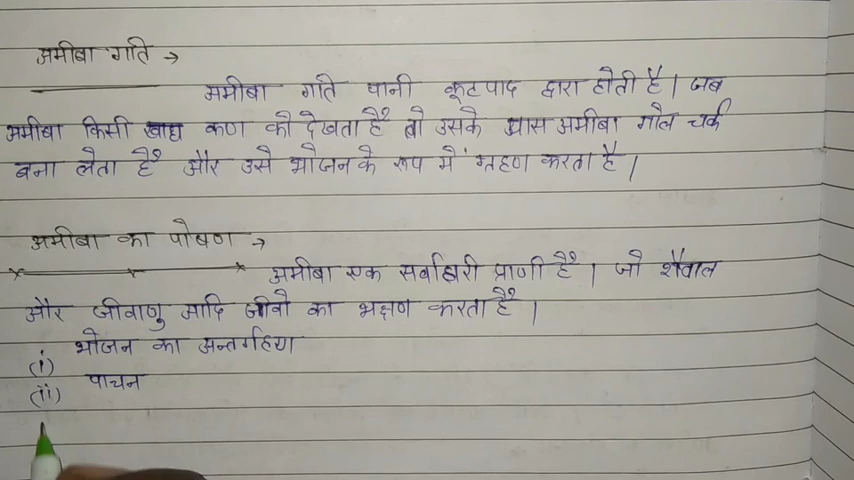 अमीबा गति →
अमीबा गति यानी कूटपाद द्वारा होती है। जब
अमीबा किसी खाद्य कण को देखता हैं तो उसके पास अमीबा गोल चर्क
बना लेता हैं और उसे भोजन के रूप में ग्रहण करता है।
अमीबा का पोषण →
अमीबा एक सर्वाहारी प्राणी हैं। जो शैवाल
और जीवाणु आदि जीवो का भक्षण करता हैं।
(i) भोजन का अन्तर्ग्रहण
(ii) पाचन